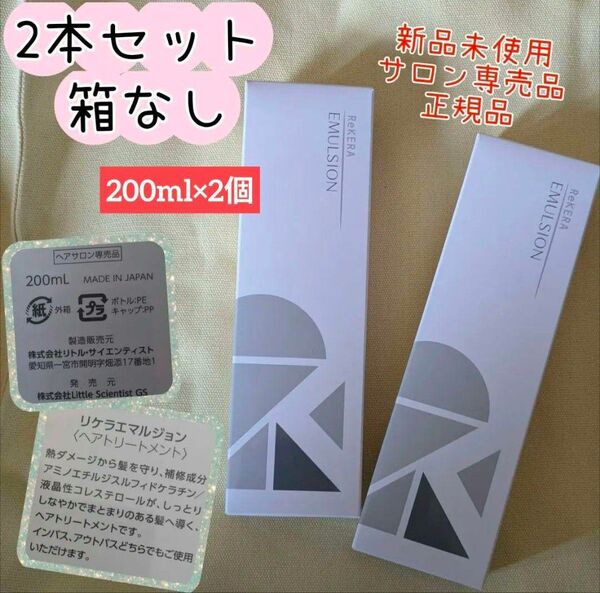 2本セット
箱なし
新品未使用
サロン専売品
正規品
200ml×2個
ReKERA
EMULSION
ReKERA
EMULSION
ヘアサロン専売品
200mL MADE IN JAPAN
紙 外箱 プラ ボトル:PE
キャップ:PP
製造販売元
株式会社リトル・サイエンティスト
愛知県一宮市開明字畑添17番地1
発売元
株式会社Little Scientist GS
リケラエマルジョン
〈ヘアトリートメント〉
熱ダメージから髪を守り、補修成分
アミノエチルジスルフィドケラチン/
液晶性コレステロールが、しっとり
しなやかでまとまりのある髪へ導く、
ヘアトリートメントです。
インバス、アウトバスどちらでもご使用
いただけます。